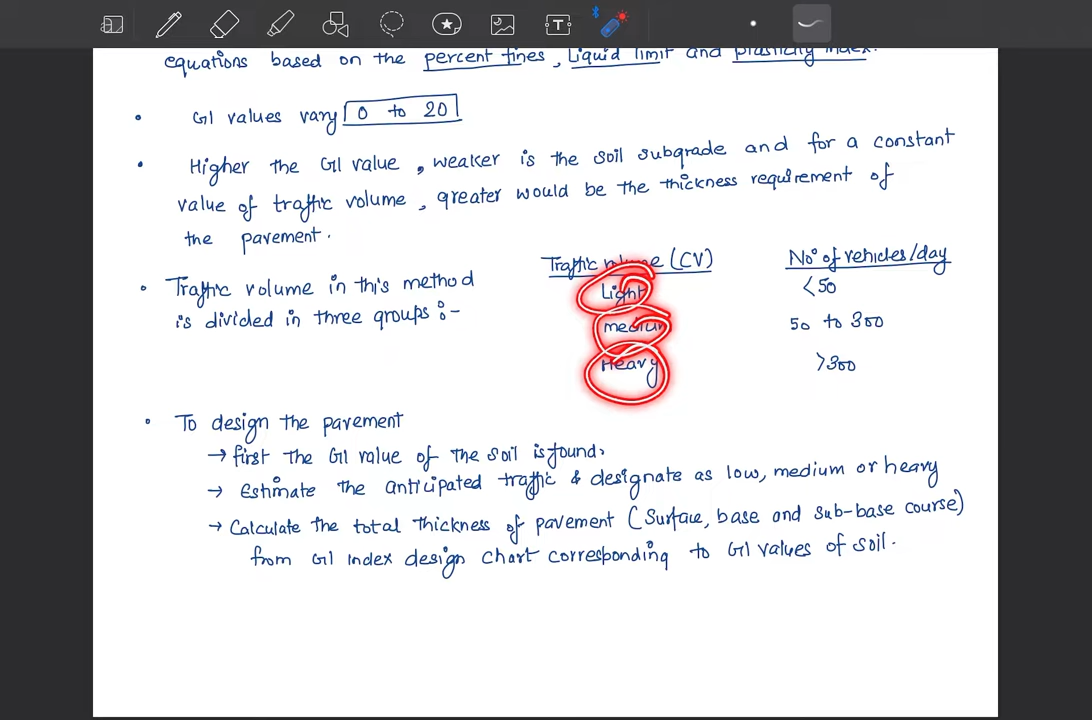 equations based on the percent fines, Liquid limit and plasticity index.
• GI values vary 0 to 20
• Higher the GI value, weaker is the soil subgrade and for a constant
value of traffic volume, greater would be the thickness requirement of
the pavement.
• Traffic volume in this method
is divided in three groups :-
Traffic volume (CV) No° of vehicles/day
Light <50
medium 50 to 300
Heavy >300
• To design the pavement
→ first the GI value of the soil is found.
→ Estimate the anticipated traffic & designate as low, medium or heavy
→ Calculate the total thickness of pavement (Surface, base and sub-base course)
from GI index design chart corresponding to GI values of soil.